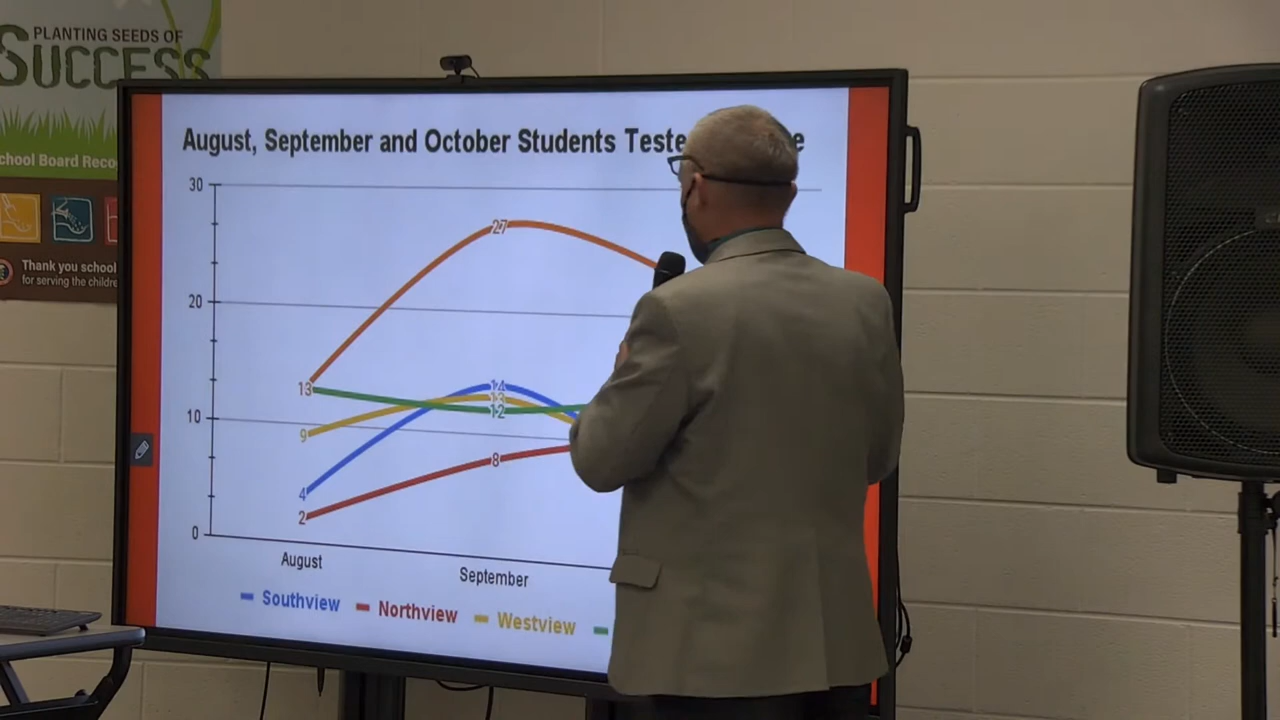 PLANTING SEEDS OF
SUCCESS
School Board Reco
Thank you school
for serving the childre
August, September and October Students Teste
30
20
10
0
27
13
14
13
12
9
8
4
2
August
September
Southview
Northview
Westview